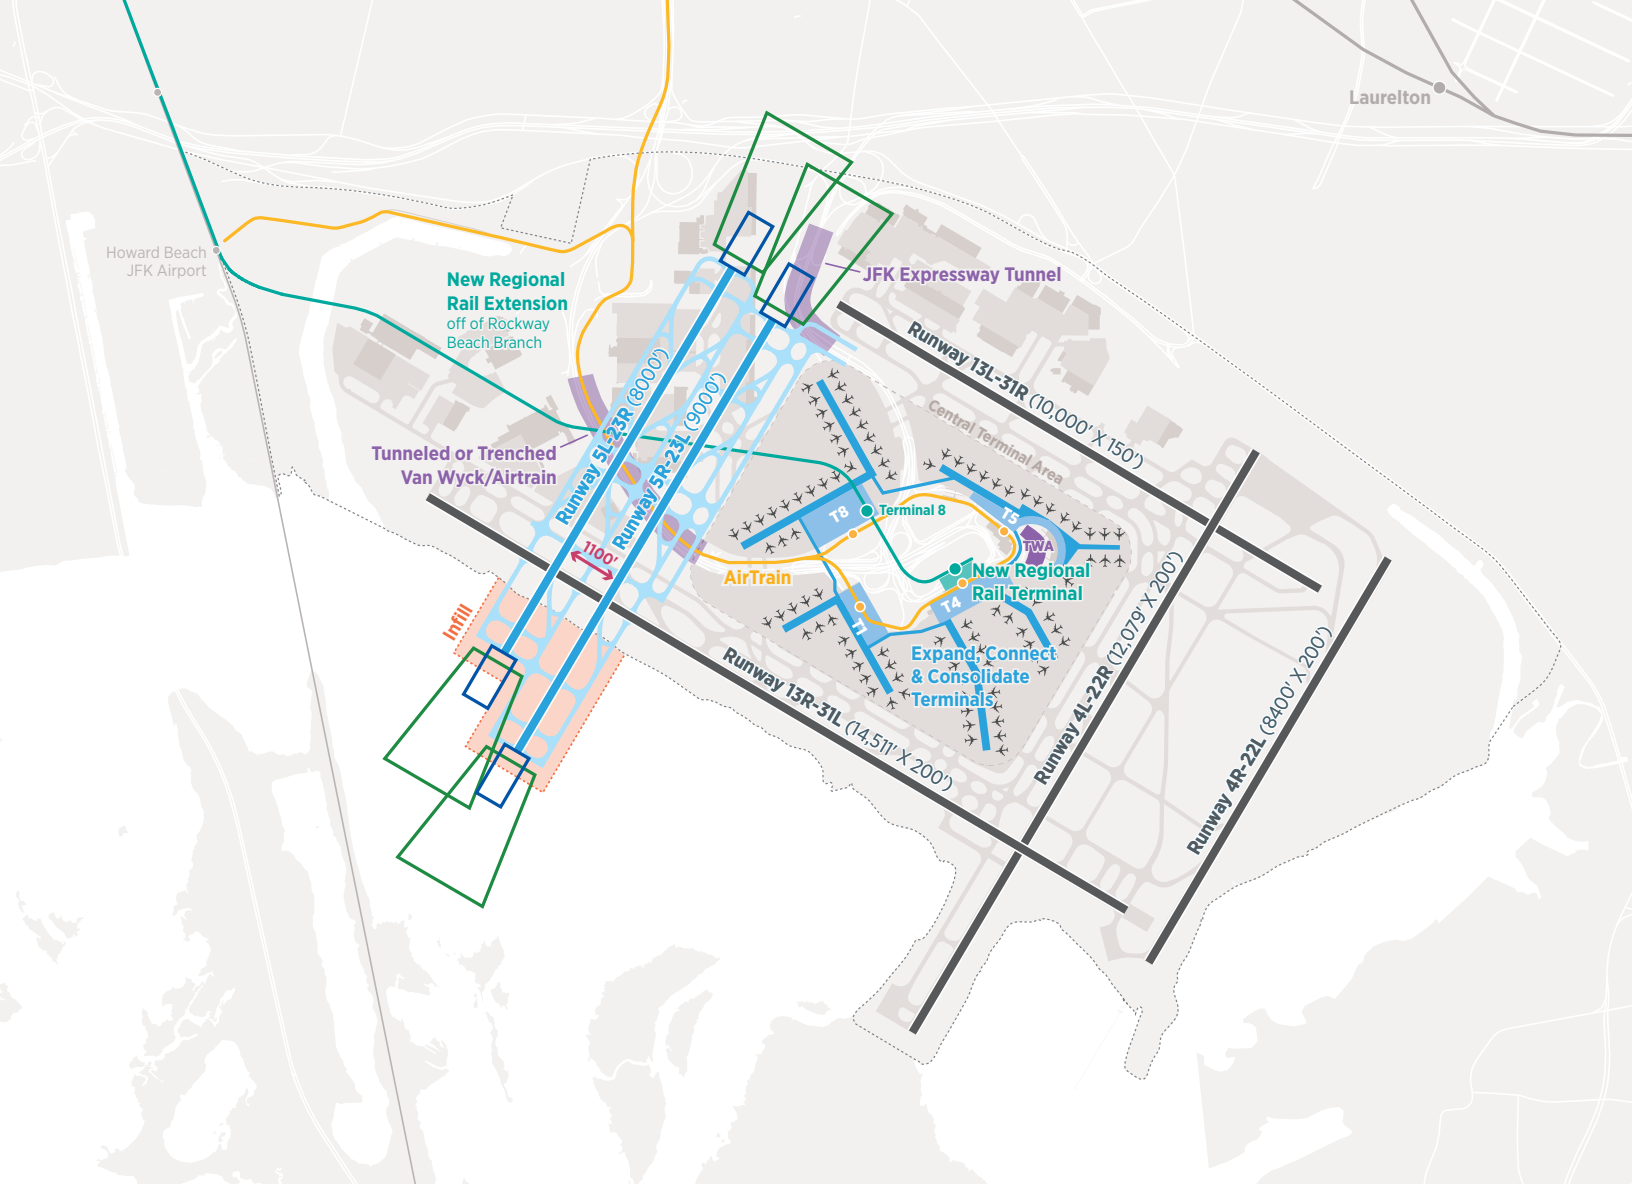 Laurelton
Howard Beach
JFK Airport
New Regional
Rail Extension
off of Rockway
Beach Branch
JFK Expressway Tunnel
Runway 13L-31R (10,000' X 150')
Central Terminal Area
Runway 5L-23R (8000')
Runway 5R-23L (9000')
Tunneled or Trenched
Van Wyck/Airtrain
T8
Terminal 8
T5
TWA
1100'
AirTrain
New Regional
Rail Terminal
T4
T1
Infill
Expand, Connect
& Consolidate
Terminals
Runway 13R-31L (14,511' X 200')
Runway 4L-22R (12,079' X 200')
Runway 4R-22L (8400' X 200')